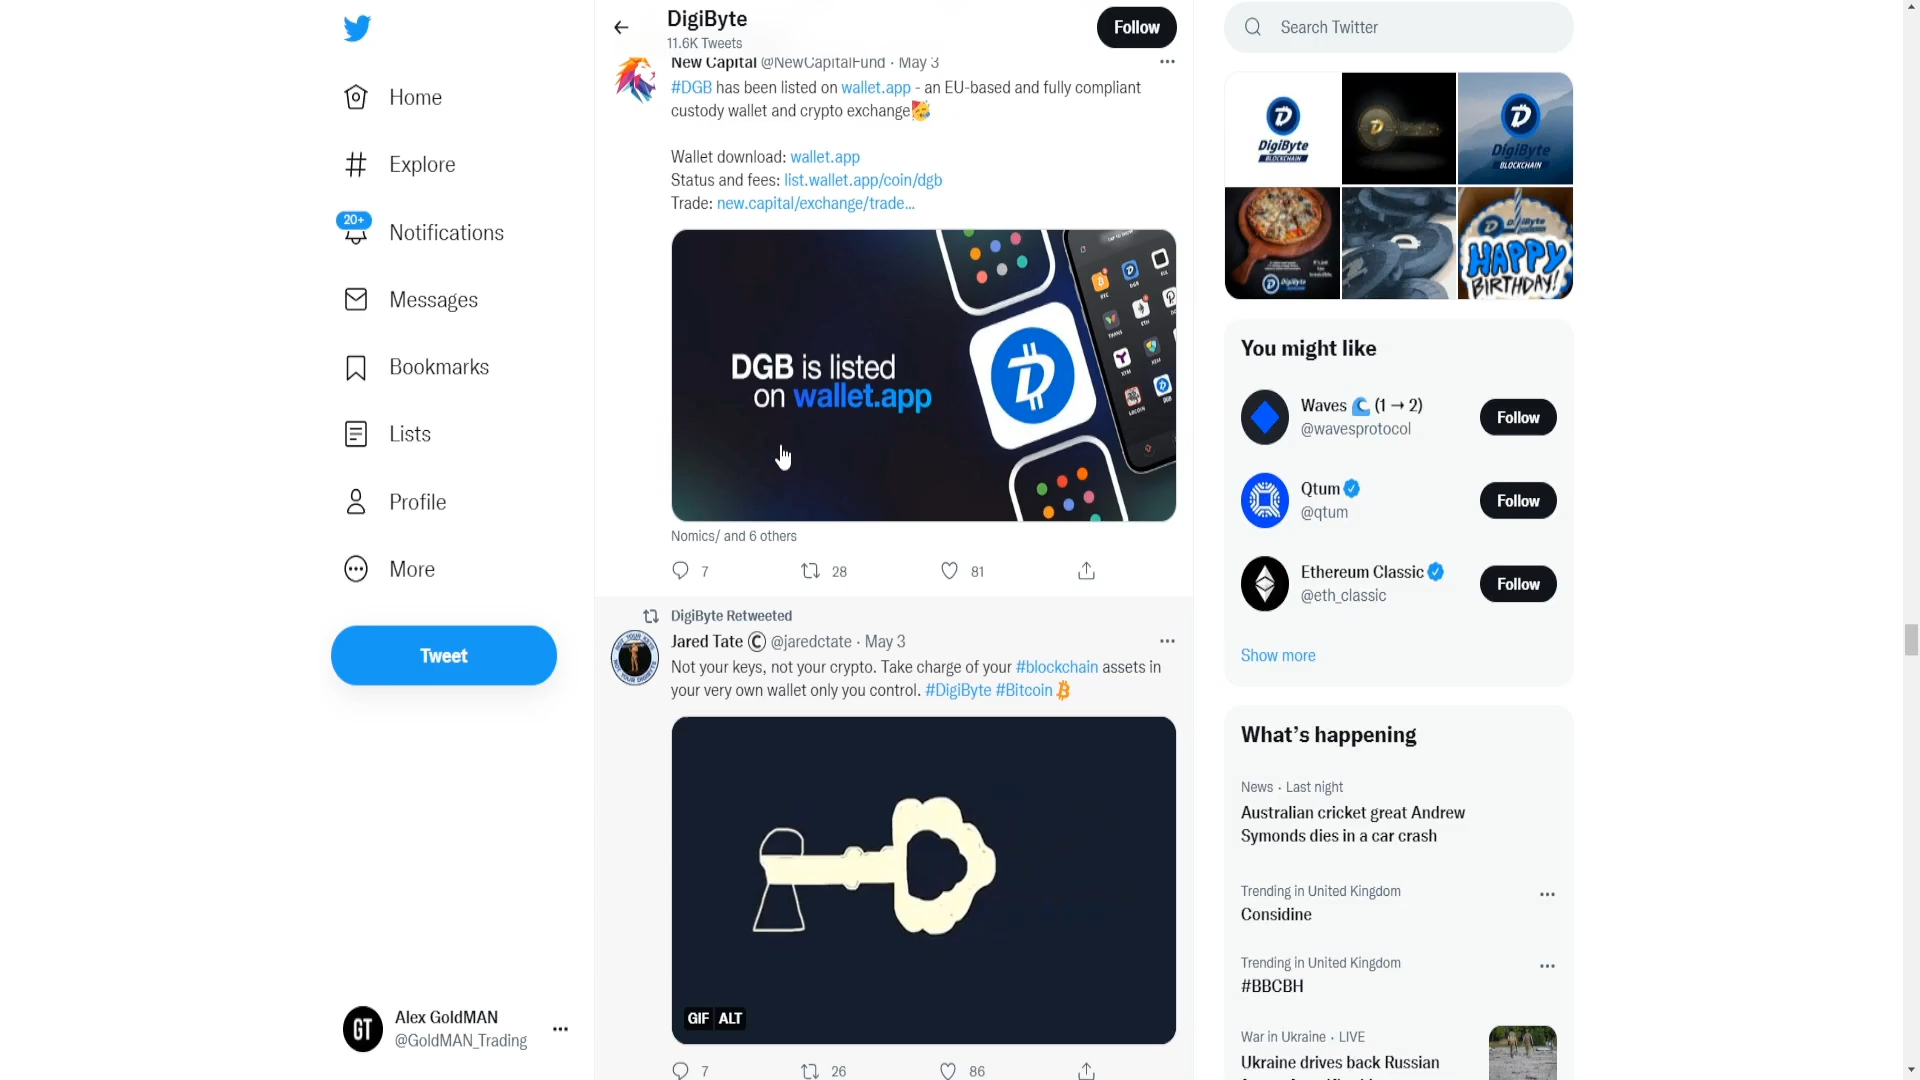 Home
Explore
20+
Notifications
Messages
Bookmarks
Lists
Profile
More
Tweet
GT
Alex GoldMAN
@GoldMAN_Trading
DigiByte
11.6K Tweets
Follow
New Capital @NewCapitalFund · May 3
#DGB has been listed on wallet.app - an EU-based and fully compliant
custody wallet and crypto exchange🥳
Wallet download: wallet.app
Status and fees: list.wallet.app/coin/dgb
Trade: new.capital/exchange/trade...
DGB is listed
on wallet.app
Nomics/ and 6 others
7 28 81
DigiByte Retweeted
Jared Tate Ⓒ @jaredctate · May 3
Not your keys, not your crypto. Take charge of your #blockchain assets in
your very own wallet only you control. #DigiByte #Bitcoin
GIF ALT
7 26 86
Search Twitter
DigiByte
BLOCKCHAIN
DigiByte
BLOCKCHAIN
DigiByte
DigiByte
HAPPY
BIRTHDAY!
You might like
Waves 🌊 (1 → 2)
@wavesprotocol
Follow
Qtum
@qtum
Follow
Ethereum Classic
@eth_classic
Follow
Show more
What's happening
News · Last night
Australian cricket great Andrew
Symonds dies in a car crash
Trending in United Kingdom
Considine
Trending in United Kingdom
#BBCBH
War in Ukraine · LIVE
Ukraine drives back Russian